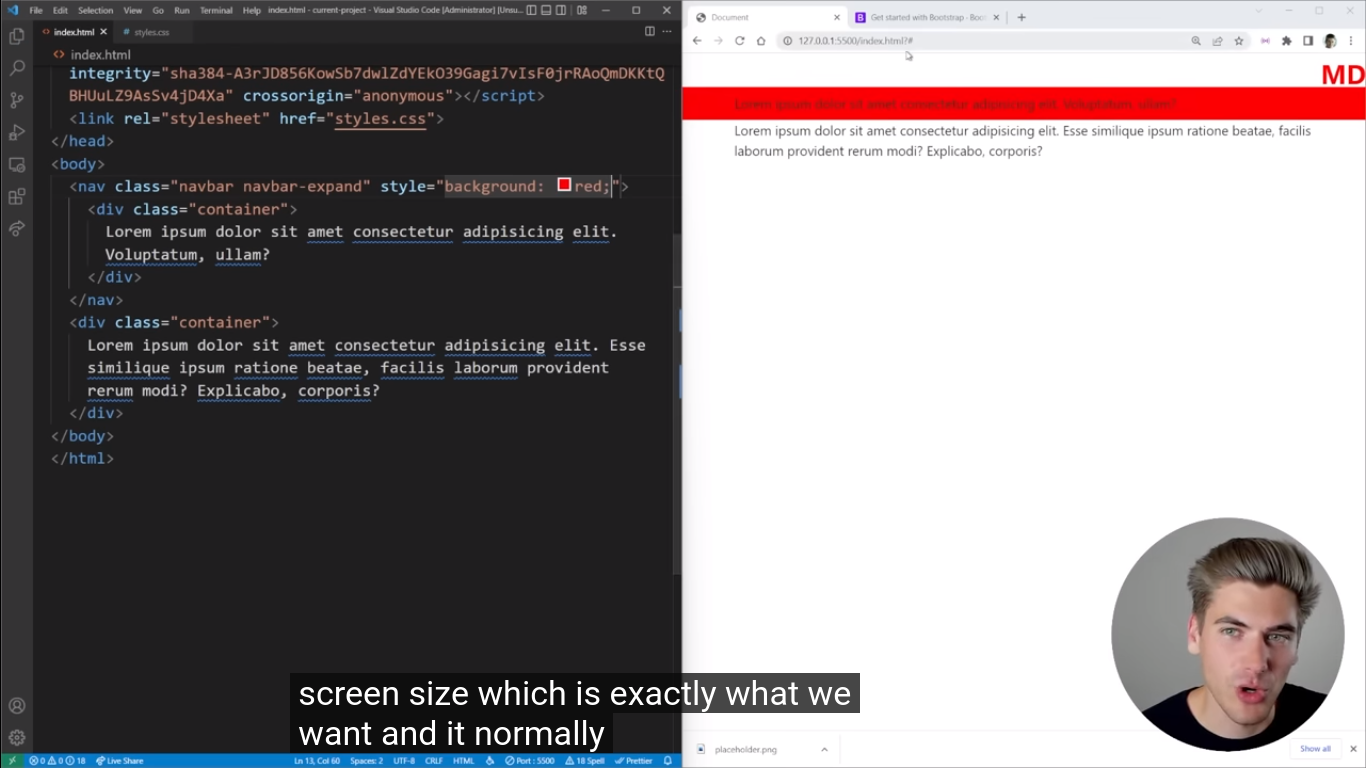 File Edit Selection View Go Run Terminal Help index.html - current-project - Visual Studio Code [Administrator] [Unsu...
index.html styles.css
index.html
integrity="sha384-A3rJD856KowSb7dwlZdYEkO39Gagi7vIsF0jrRAoQmDKKtQ
BHUuLZ9AsSv4jD4Xa" crossorigin="anonymous"></script>
<link rel="stylesheet" href="styles.css">
</head>
<body>
<nav class="navbar navbar-expand" style="background: red;">
<div class="container">
Lorem ipsum dolor sit amet consectetur adipisicing elit.
Voluptatum, ullam?
</div>
</nav>
<div class="container">
Lorem ipsum dolor sit amet consectetur adipisicing elit. Esse
similique ipsum ratione beatae, facilis laborum provident
rerum modi? Explicabo, corporis?
</div>
</body>
</html>
0 0 18 Live Share Ln 13, Col 60 Spaces: 2 UTF-8 CRLF HTML Port : 5500 18 Spell Prettier
Document Get started with Bootstrap · Boot
127.0.0.1:5500/index.html?#
MD
Lorem ipsum dolor sit amet consectetur adipisicing elit. Voluptatum, ullam?
Lorem ipsum dolor sit amet consectetur adipisicing elit. Esse similique ipsum ratione beatae, facilis
laborum provident rerum modi? Explicabo, corporis?
placeholder.png Show all
screen size which is exactly what we
want and it normally